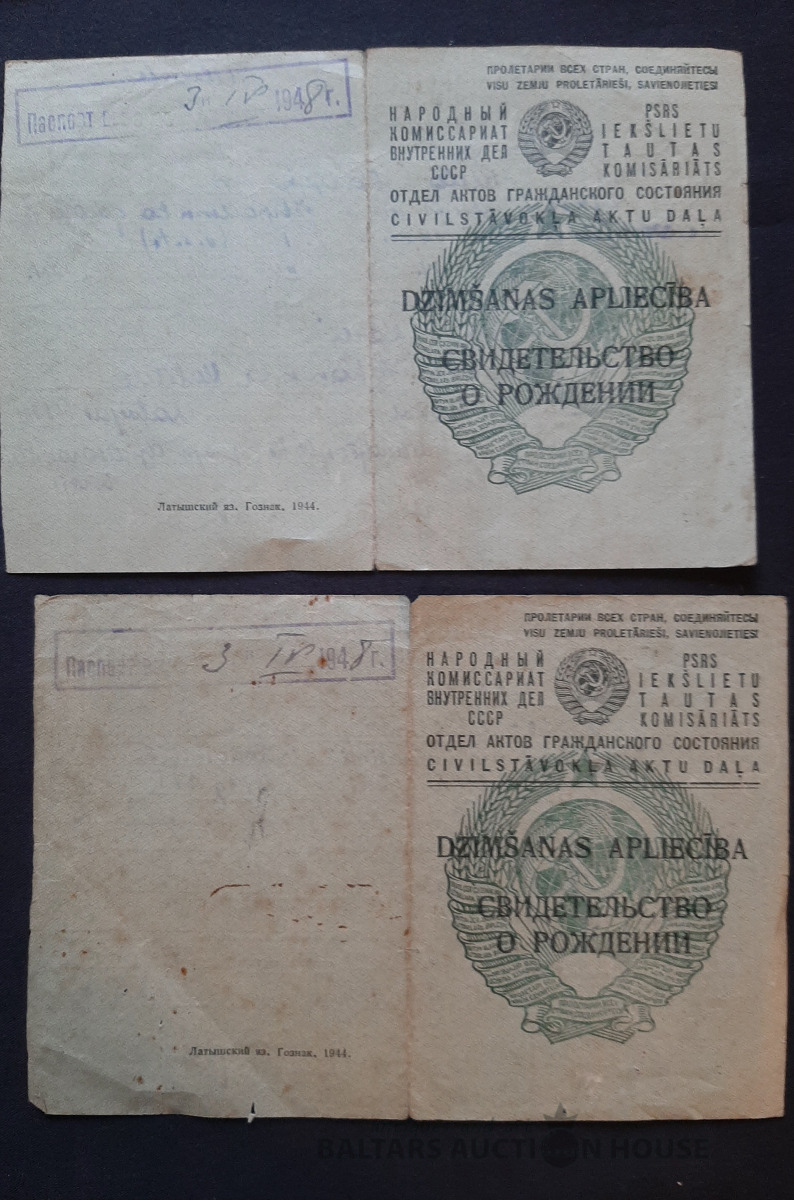 Паспорт 3 IV 1948 г.
ПРОЛЕТАРИИ ВСЕХ СТРАН, СОЕДИНЯЙТЕСЬ
VISU ZEMJU PROLETĀRIEŠI, SAVIENOJIETIES!
НАРОДНЫЙ
КОМИССАРИАТ
ВНУТРЕННИХ ДЕЛ
СССР
PSRS
IEKŠLIETU
TAUTAS
KOMISĀRIĀTS
ОТДЕЛ АКТОВ ГРАЖДАНСКОГО СОСТОЯНИЯ
CIVILSTĀVOKĻA AKTU DAĻA
DZIMŠANAS APLIECĪBA
СВИДЕТЕЛЬСТВО
О РОЖДЕНИИ
Латышский яз. Гознак. 1944.
3 IV 1948 г.
ПРОЛЕТАРИИ ВСЕХ СТРАН, СОЕДИНЯЙТЕСЬ
VISU ZEMJU PROLETĀRIEŠI, SAVIENOJIETIES!
НАРОДНЫЙ
КОМИССАРИАТ
ВНУТРЕННИХ ДЕЛ
СССР
PSRS
IEKŠLIETU
TAUTAS
KOMISĀRIĀTS
ОТДЕЛ АКТОВ ГРАЖДАНСКОГО СОСТОЯНИЯ
CIVILSTĀVOKĻA AKTU DAĻA
DZIMŠANAS APLIECĪBA
СВИДЕТЕЛЬСТВО
О РОЖДЕНИИ
Латышский яз. Гознак. 1944.
BALTARS AUCTION HOUSE